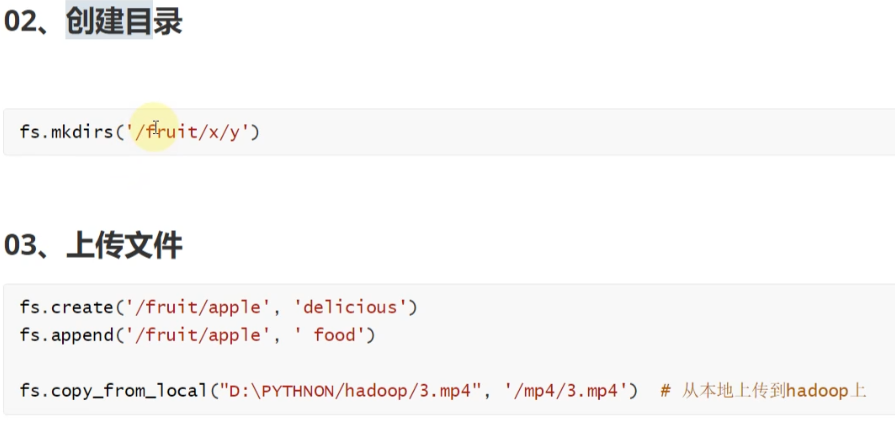 02、创建目录
fs.mkdirs('/fruit/x/y')
03、上传文件
fs.create('/fruit/apple', 'delicious')
fs.append('/fruit/apple', ' food')
fs.copy_from_local("D:\PYTHNON/hadoop/3.mp4", '/mp4/3.mp4')  # 从本地上传到hadoop上